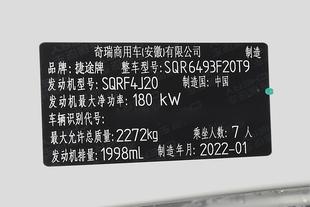 奇瑞商用车(安徽)有限公司 制造
品牌：捷途牌 整车型号：SQR6493F20T9
发动机型号：SQRF4J20 制造国：中国
发动机最大净功率：180 kW
车辆识别代号：
最大允许总质量：2272kg 乘坐人数：7 人
发动机排量：1998mL 制造年月：2022-01